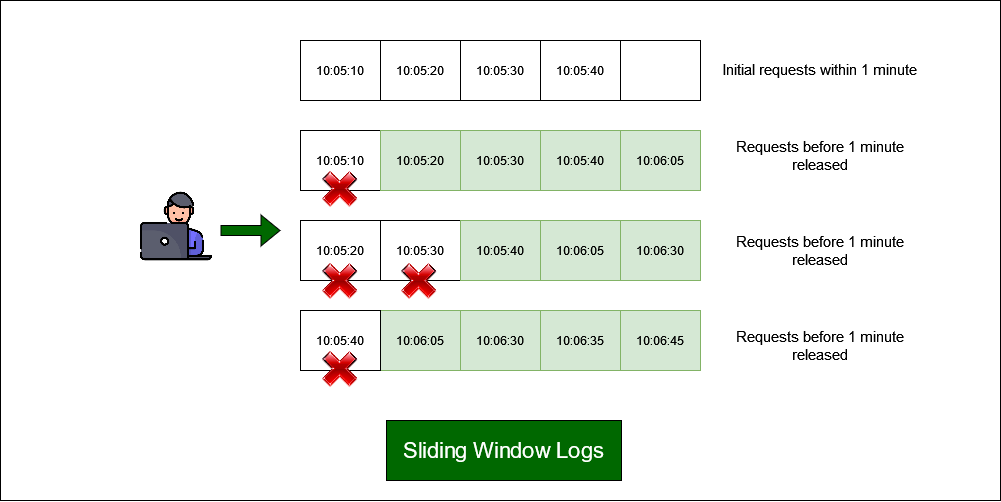 10:05:10 10:05:20 10:05:30 10:05:40 Initial requests within 1 minute
10:05:10 10:05:20 10:05:30 10:05:40 10:06:05
Requests before 1 minute
released
10:05:20 10:05:30 10:05:40 10:06:05 10:06:30
Requests before 1 minute
released
10:05:40 10:06:05 10:06:30 10:06:35 10:06:45
Requests before 1 minute
released
Sliding Window Logs